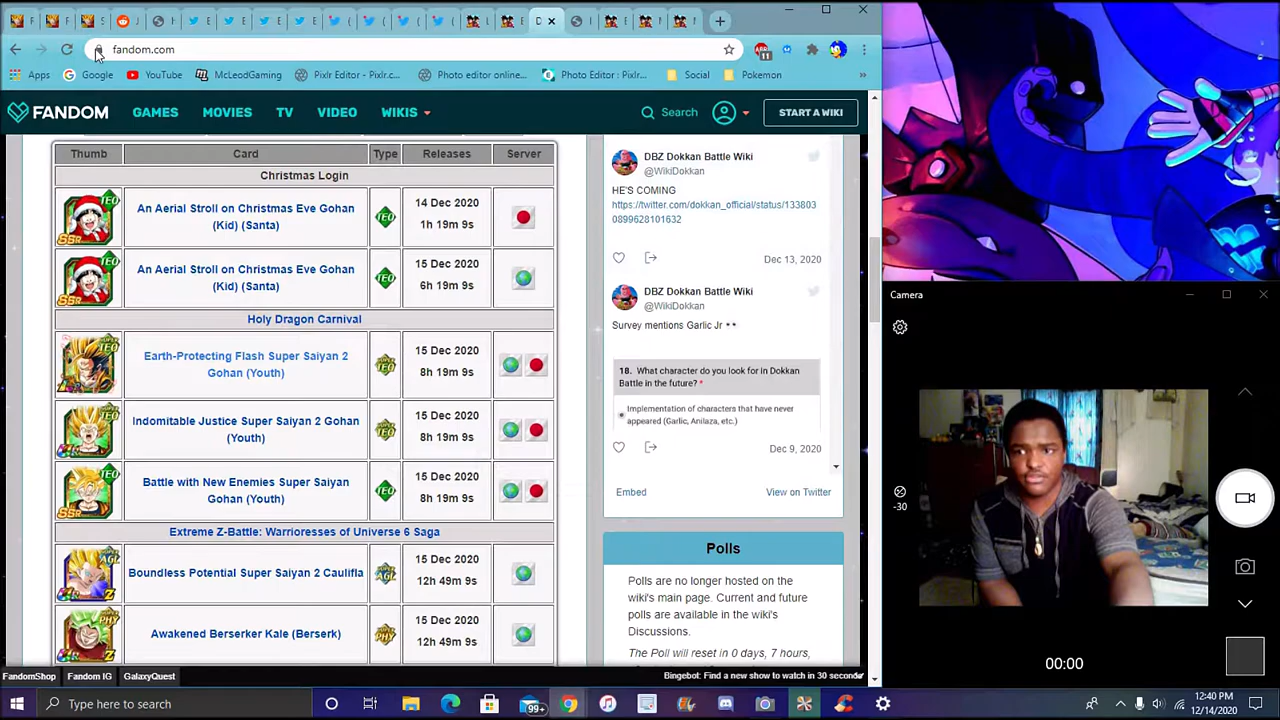 fandom.com
ABP
11
Apps
Google
YouTube
McLeodGaming
Pixlr Editor - Pixlr.c...
Photo editor online...
Photo Editor : Pixlr...
Social
Pokemon
»
FANDOM
GAMES
MOVIES
TV
VIDEO
WIKIS
Search
START A WIKI
Thumb
Card
Type
Releases
Server
Christmas Login
An Aerial Stroll on Christmas Eve Gohan
(Kid) (Santa)
TEQ
SSR
14 Dec 2020
1h 19m 9s
An Aerial Stroll on Christmas Eve Gohan
(Kid) (Santa)
TEQ
SSR
15 Dec 2020
6h 19m 9s
Holy Dragon Carnival
Earth-Protecting Flash Super Saiyan 2
Gohan (Youth)
15 Dec 2020
8h 19m 9s
Indomitable Justice Super Saiyan 2 Gohan
(Youth)
15 Dec 2020
8h 19m 9s
Battle with New Enemies Super Saiyan
Gohan (Youth)
TEQ
SSR
15 Dec 2020
8h 19m 9s
Extreme Z-Battle: Warrioresses of Universe 6 Saga
Boundless Potential Super Saiyan 2 Caulifla
15 Dec 2020
12h 49m 9s
Awakened Berserker Kale (Berserk)
15 Dec 2020
12h 49m 9s
DBZ Dokkan Battle Wiki
@WikiDokkan
HE'S COMING
https://twitter.com/dokkan_official/status/133803
0899628101632
Dec 13, 2020
DBZ Dokkan Battle Wiki
@WikiDokkan
Survey mentions Garlic Jr 👀
18. What character do you look for in Dokkan
Battle in the future? *
Implementation of characters that have never
appeared (Garlic, Anilaza, etc.)
Dec 9, 2020
Embed
View on Twitter
Polls
Polls are no longer hosted on the
wiki's main page. Current and future
polls are available in the wiki's
Discussions.
The Poll will reset in 0 days, 7 hours,
FandomShop
Fandom IG
GalaxyQuest
Bingebot: Find a new show to watch in 30 seconds
Camera
-30
00:00
Type here to search
99+
12:40 PM
12/14/2020